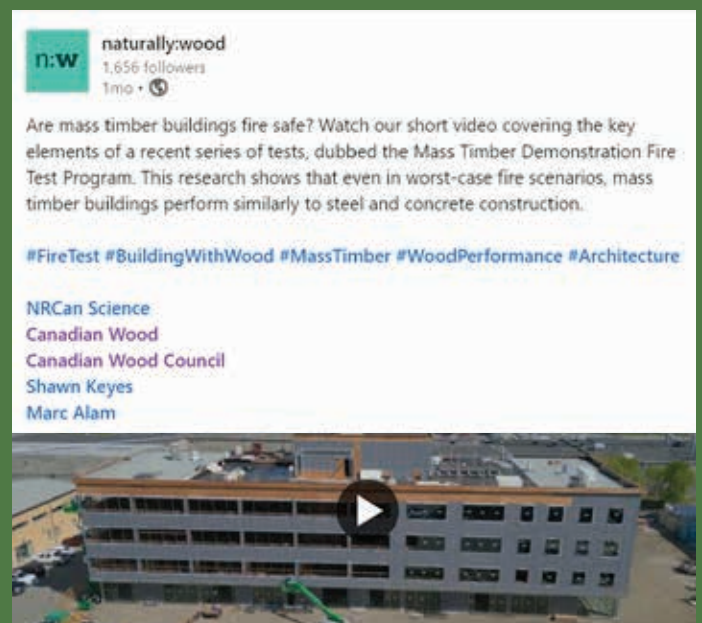 n:w
naturally:wood
1,656 followers
1mo •
Are mass timber buildings fire safe? Watch our short video covering the key
elements of a recent series of tests, dubbed the Mass Timber Demonstration Fire
Test Program. This research shows that even in worst-case fire scenarios, mass
timber buildings perform similarly to steel and concrete construction.
#FireTest #BuildingWithWood #MassTimber #WoodPerformance #Architecture
NRCan Science
Canadian Wood
Canadian Wood Council
Shawn Keyes
Marc Alam